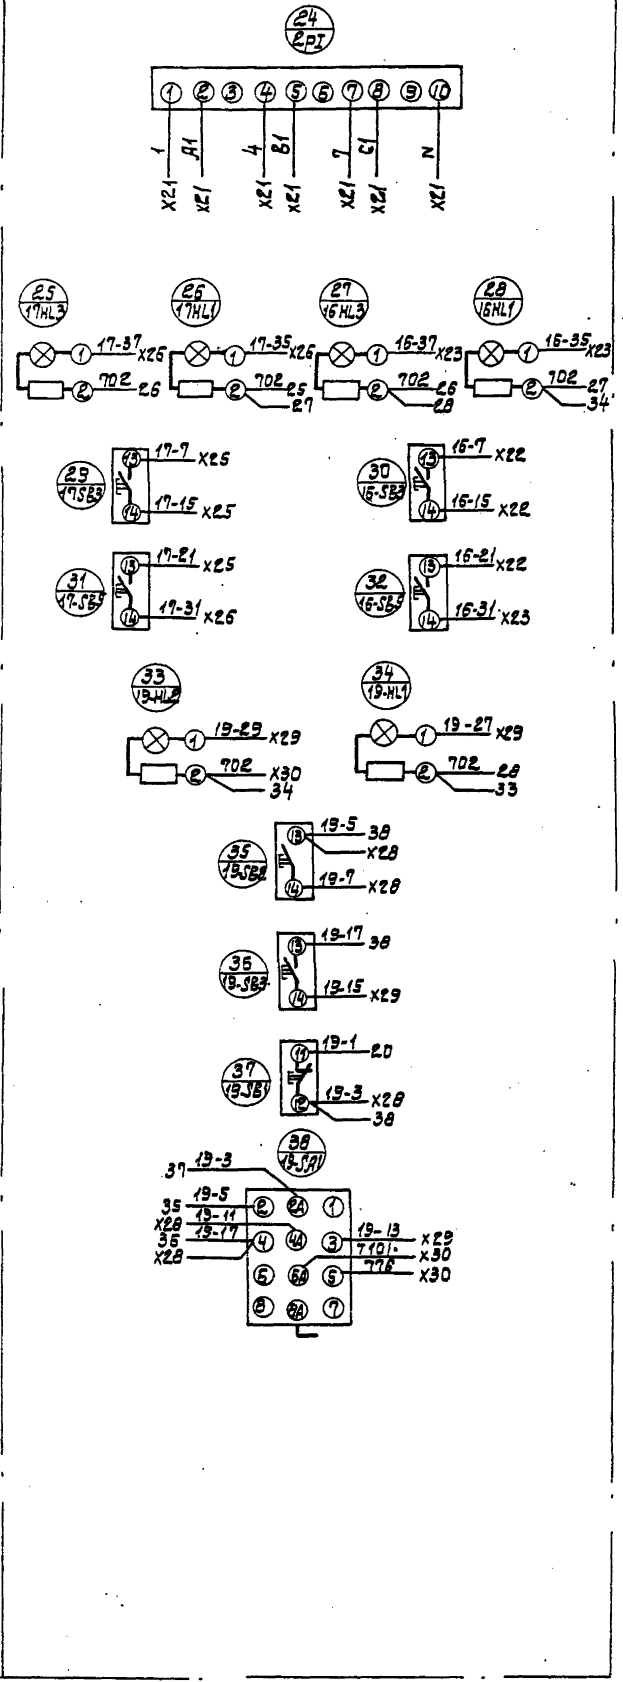 24
2PI
1 2 3 4 5 6 7 8 9 10
1 A1 4 B1 7 C1 N
X21 X21 X21 X21 X21 X21 X21
25 26 27 28
17HL3 17HL1 16HL3 16HL1
1 17-37 X26 1 17-35 X26 1 16-37 X23 1 16-35 X23
2 702 26 2 702 25 2 702 26 2 702 27
27 28 34
13 17-7 X25 13 16-7 X22
29 30
17SB3 16-SB3
14 17-15 X25 14 16-15 X22
13 17-21 X25 13 16-21 X22
31 32
17-SB5 16-SB5
14 17-31 X26 14 16-31 X23
33 34
19-HL2 19-HL1
1 19-29 X29 1 19-27 X29
2 702 X30 2 702 28
34 33
13 19-5 38
X28
35
19-SB2
14 19-7 X28
13 19-17 38
36
19-SB3
14 19-15 X29
11 19-1 20
37
19-SB1
12 19-3 X28
38
38
19-SA1
37 19-3
35 19-5 2 2A 1
X28 19-11
36 19-17 4 4A 3 19-13 X29
X28 7101 X30
6 6A 5 776 X30
8 8A 7